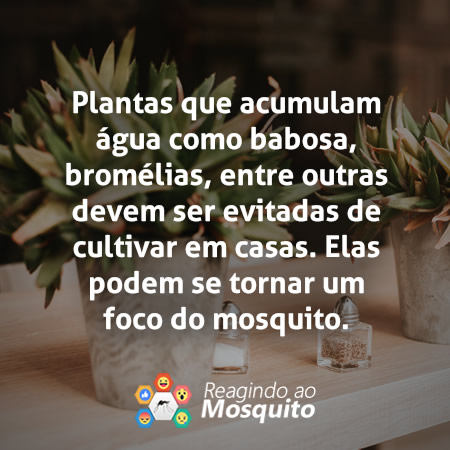 Plantas que acumulam
água como babosa,
bromélias, entre outras
devem ser evitadas de
cultivar em casas. Elas
podem se tornar um
foco do mosquito.
Reagindo ao
Mosquito